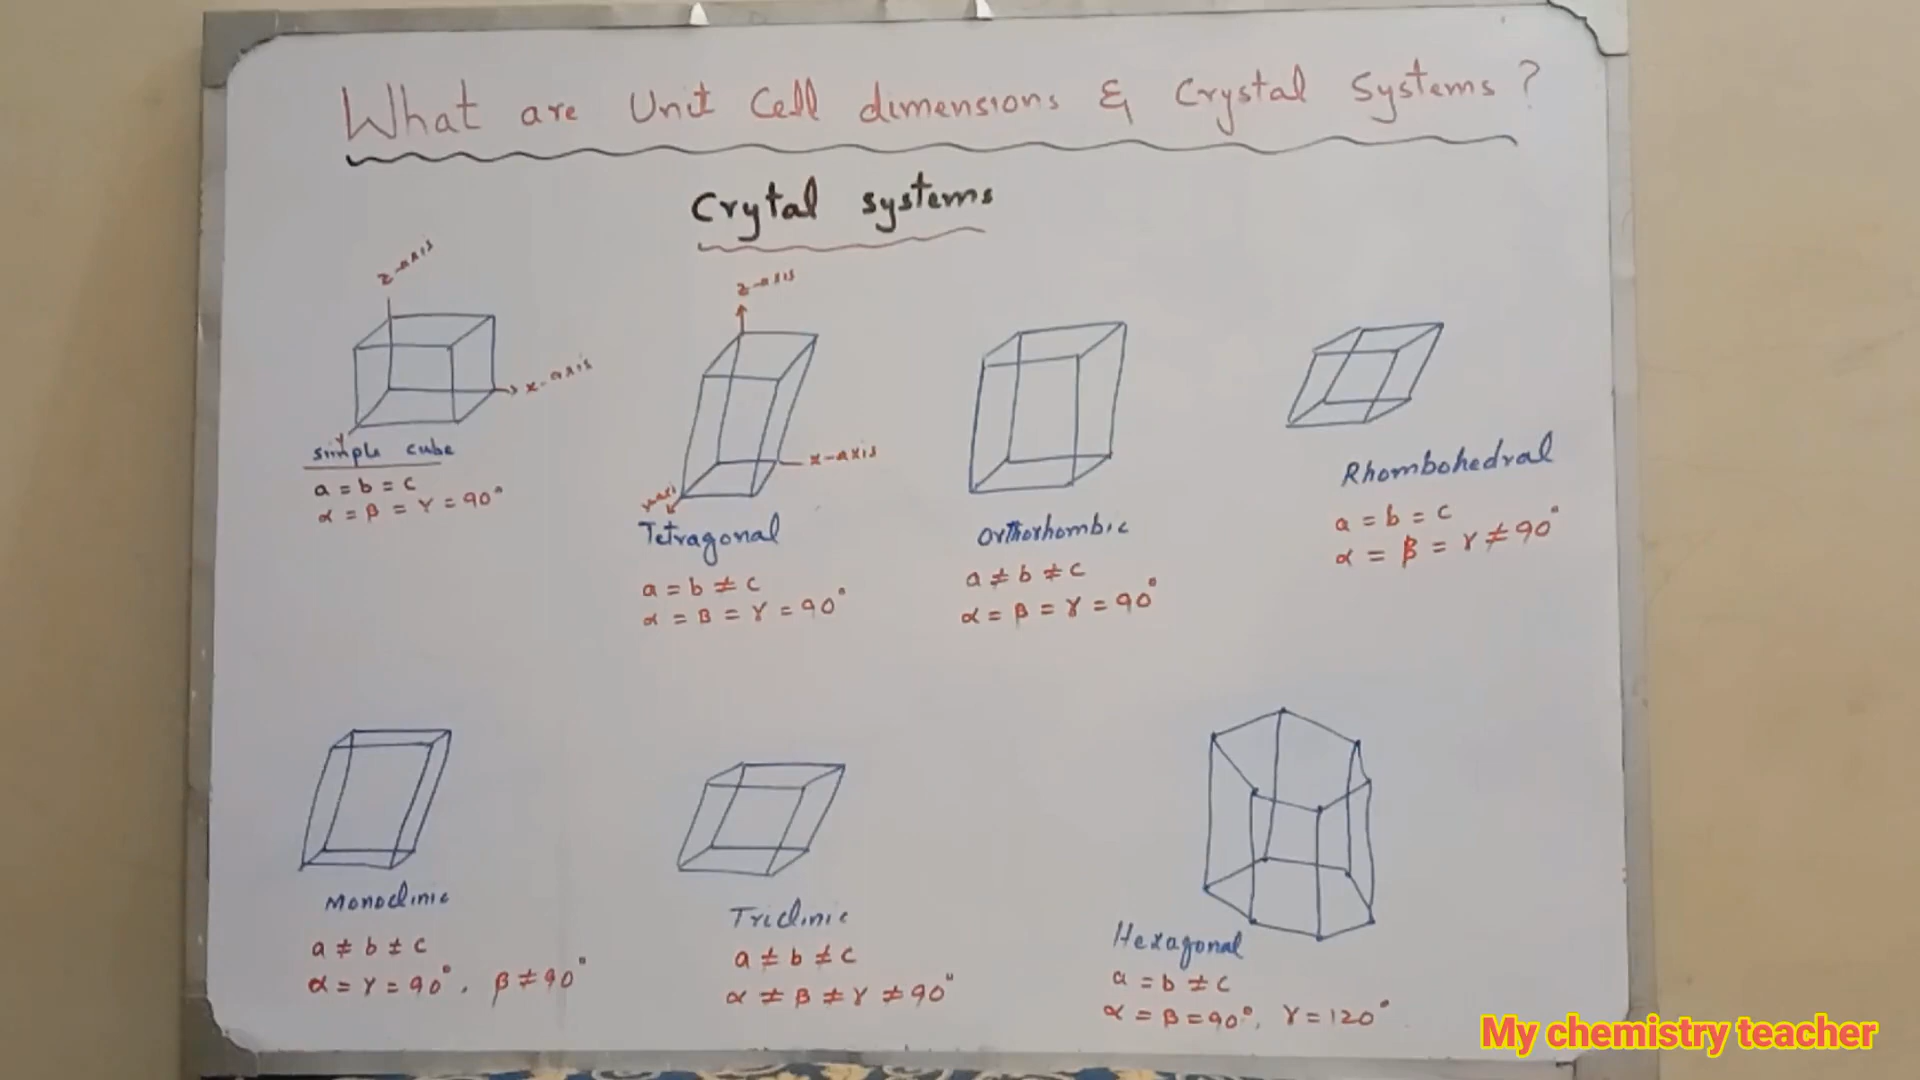 What are Unit Cell dimensions & Crystal Systems?
Crytal systems
z-axis
x-axis
simple cube
a = b = c
α = β = γ = 90°
z-axis
x-axis
Tetragonal
a = b ≠ c
α = β = γ = 90°
Orthorhombic
a ≠ b ≠ c
α = β = γ = 90°
Rhombohedral
a = b = c
α = β = γ ≠ 90°
Monoclinic
a ≠ b ≠ c
α = γ = 90°, β ≠ 90°
Triclinic
a ≠ b ≠ c
α ≠ β ≠ γ ≠ 90°
Hexagonal
a = b ≠ c
α = β = 90°, γ = 120°
My chemistry teacher